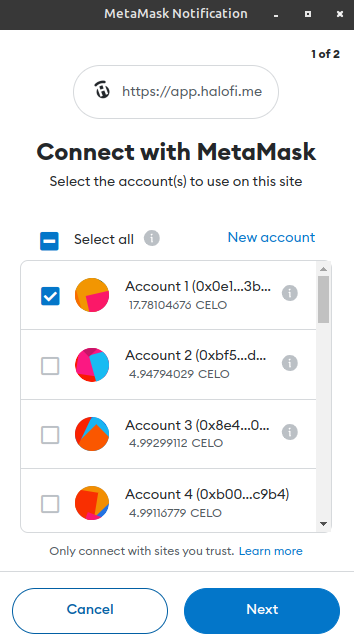 MetaMask Notification
1 of 2
https://app.halofi.me
Connect with MetaMask
Select the account(s) to use on this site
Select all
New account
Account 1 (0x0e1...3b...
17.78104676 CELO
Account 2 (0xbf5...d...
4.94794029 CELO
Account 3 (0x8e4...0...
4.99299112 CELO
Account 4 (0xb00...c9b4)
4.99116779 CELO
Only connect with sites you trust. Learn more
Cancel
Next